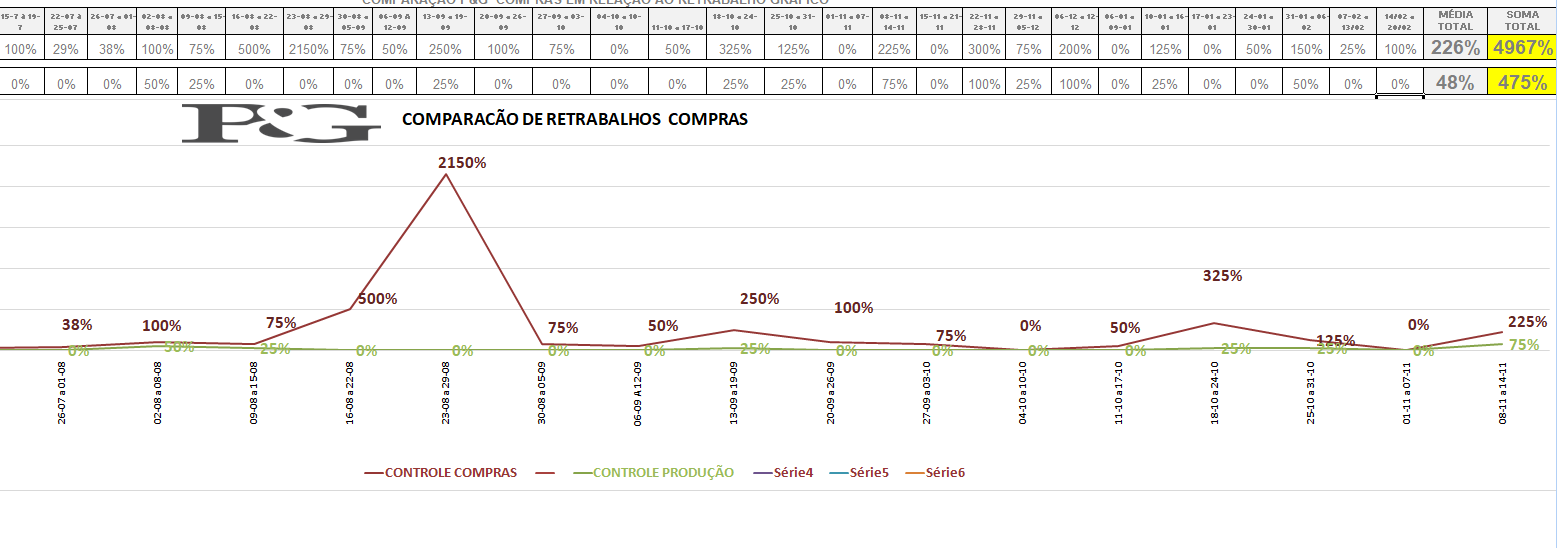 COMPARAÇÃO P&G COMPRAS EM RELAÇÃO AO RETRABALHO GRÁFICO
15-7 à 19-7 22-07 à 25-07 26-07 a 01-08 02-08 a 08-08 09-08 a 15-08 16-08 a 22-08 23-08 a 29-08 30-08 a 05-09 06-09 A 12-09 13-09 a 19-09 20-09 a 26-09 27-09 a 03-10 04-10 a 10-10 11-10 a 17-10 18-10 a 24-10 25-10 a 31-10 01-11 a 07-11 08-11 a 14-11 15-11 a 21-11 22-11 a 28-11 29-11 a 05-12 06-12 a 12-12 06-01 a 09-01 10-01 a 16-01 17-01 a 23-01 24-01 a 30-01 31-01 a 06-02 07-02 a 13/02 14/02 a 20/02 MÉDIA TOTAL SOMA TOTAL
100% 29% 38% 100% 75% 500% 2150% 75% 50% 250% 100% 75% 0% 50% 325% 125% 0% 225% 0% 300% 75% 200% 0% 125% 0% 50% 150% 25% 100% 226% 4967%
0% 0% 0% 50% 25% 0% 0% 0% 0% 25% 0% 0% 0% 0% 25% 25% 0% 75% 0% 100% 25% 100% 0% 25% 0% 0% 50% 0% 0% 48% 475%
P&G
COMPARACÃO DE RETRABALHOS COMPRAS
38% 100% 75% 500% 2150% 75% 50% 250% 100% 75% 0% 50% 325% 125% 0% 225%
0% 50% 25% 0% 0% 0% 0% 25% 0% 0% 0% 0% 25% 25% 0% 75%
26-07 a 01-08
02-08 a 08-08
09-08 a 15-08
16-08 a 22-08
23-08 a 29-08
30-08 a 05-09
06-09 A 12-09
13-09 a 19-09
20-09 a 26-09
27-09 a 03-10
04-10 a 10-10
11-10 a 17-10
18-10 a 24-10
25-10 a 31-10
01-11 a 07-11
08-11 a 14-11
CONTROLE COMPRAS CONTROLE PRODUÇÃO Série4 Série5 Série6